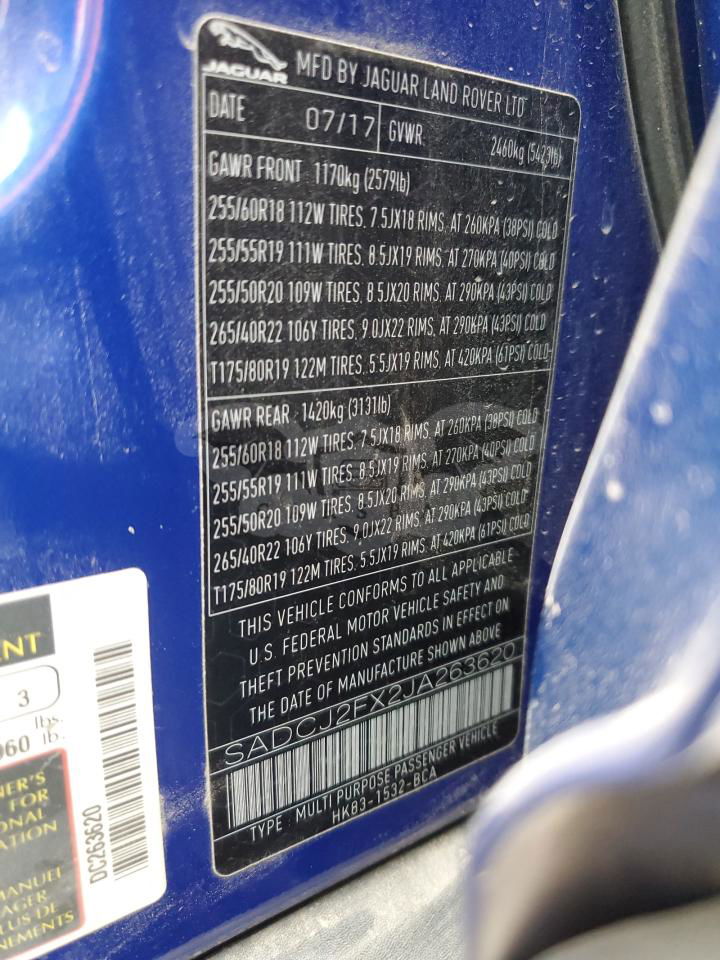 JAGUAR
MFD BY JAGUAR LAND ROVER LTD
DATE 07/17 GVWR 2460kg (5423lb)
GAWR FRONT 1170kg (2579lb)
255/60R18 112W TIRES, 7.5JX18 RIMS, AT 260KPA (38PSI) COLD
255/55R19 111W TIRES, 8.5JX19 RIMS, AT 270KPA (40PSI) COLD
255/50R20 109W TIRES, 8.5JX20 RIMS, AT 290KPA (43PSI) COLD
265/40R22 106Y TIRES, 9.0JX22 RIMS, AT 290KPA (43PSI) COLD
T175/80R19 122M TIRES, 5.5JX19 RIMS, AT 420KPA (61PSI) COLD
GAWR REAR : 1420kg (3131lb)
255/60R18 112W TIRES, 7.5JX18 RIMS, AT 260KPA (38PSI) COLD
255/55R19 111W TIRES, 8.5JX19 RIMS, AT 270KPA (40PSI) COLD
255/50R20 109W TIRES, 8.5JX20 RIMS, AT 290KPA (43PSI) COLD
265/40R22 106Y TIRES, 9.0JX22 RIMS, AT 290KPA (43PSI) COLD
T175/80R19 122M TIRES, 5.5JX19 RIMS, AT 420KPA (61PSI) COLD
THIS VEHICLE CONFORMS TO ALL APPLICABLE
U.S. FEDERAL MOTOR VEHICLE SAFETY AND
THEFT PREVENTION STANDARDS IN EFFECT ON
THE DATE OF MANUFACTURE SHOWN ABOVE
SADCJ2FX2JA263620
TYPE : MULTI PURPOSE PASSENGER VEHICLE
HK83-1532-BCA
3
lbs.
lb.
FOR
MANUEL
PLUS DE
DC263620